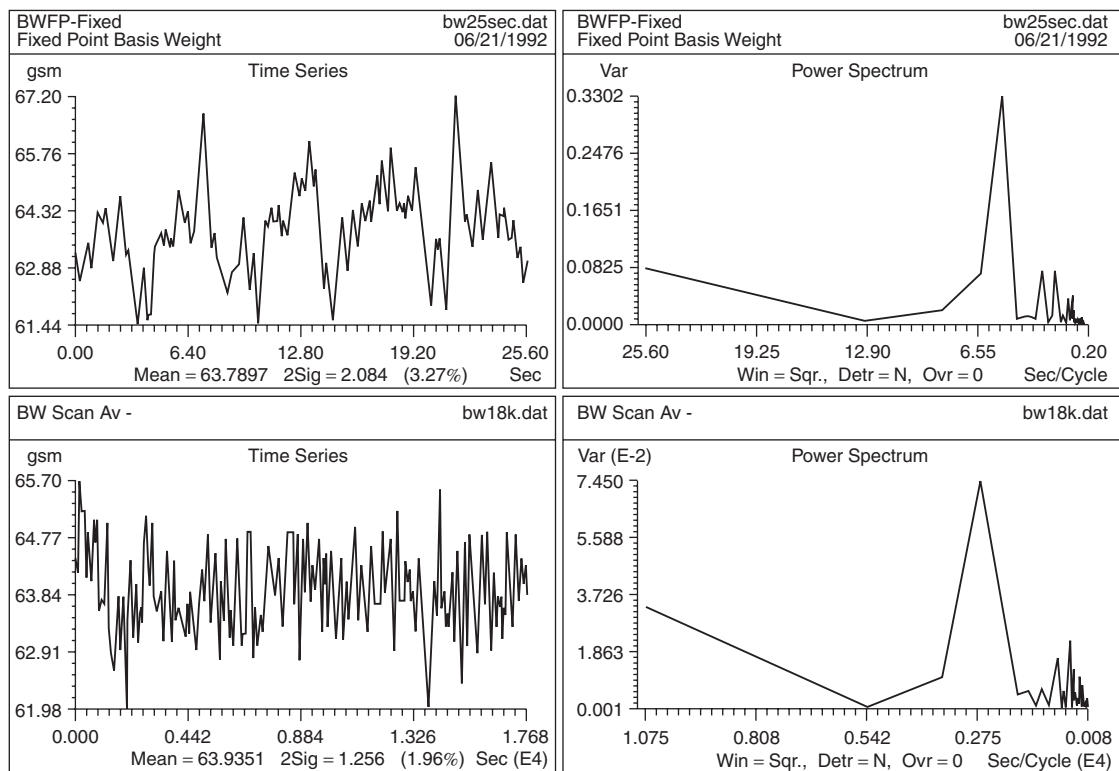 BWFP-Fixed bw25sec.dat
Fixed Point Basis Weight 06/21/1992
gsm Time Series
67.20
65.76
64.32
62.88
61.44
0.00 6.40 12.80 19.20 25.60
Mean = 63.7897 2Sig = 2.084 (3.27%) Sec
BWFP-Fixed bw25sec.dat
Fixed Point Basis Weight 06/21/1992
Var Power Spectrum
0.3302
0.2476
0.1651
0.0825
0.0000
25.60 19.25 12.90 6.55 0.20
Win = Sqr., Detr = N, Ovr = 0 Sec/Cycle
BW Scan Av - bw18k.dat
gsm Time Series
65.70
64.77
63.84
62.91
61.98
0.000 0.442 0.884 1.326 1.768
Mean = 63.9351 2Sig = 1.256 (1.96%) Sec (E4)
BW Scan Av - bw18k.dat
Var (E-2) Power Spectrum
7.450
5.588
3.726
1.863
0.001
1.075 0.808 0.542 0.275 0.008
Win = Sqr., Detr = N, Ovr = 0 Sec/Cycle (E4)